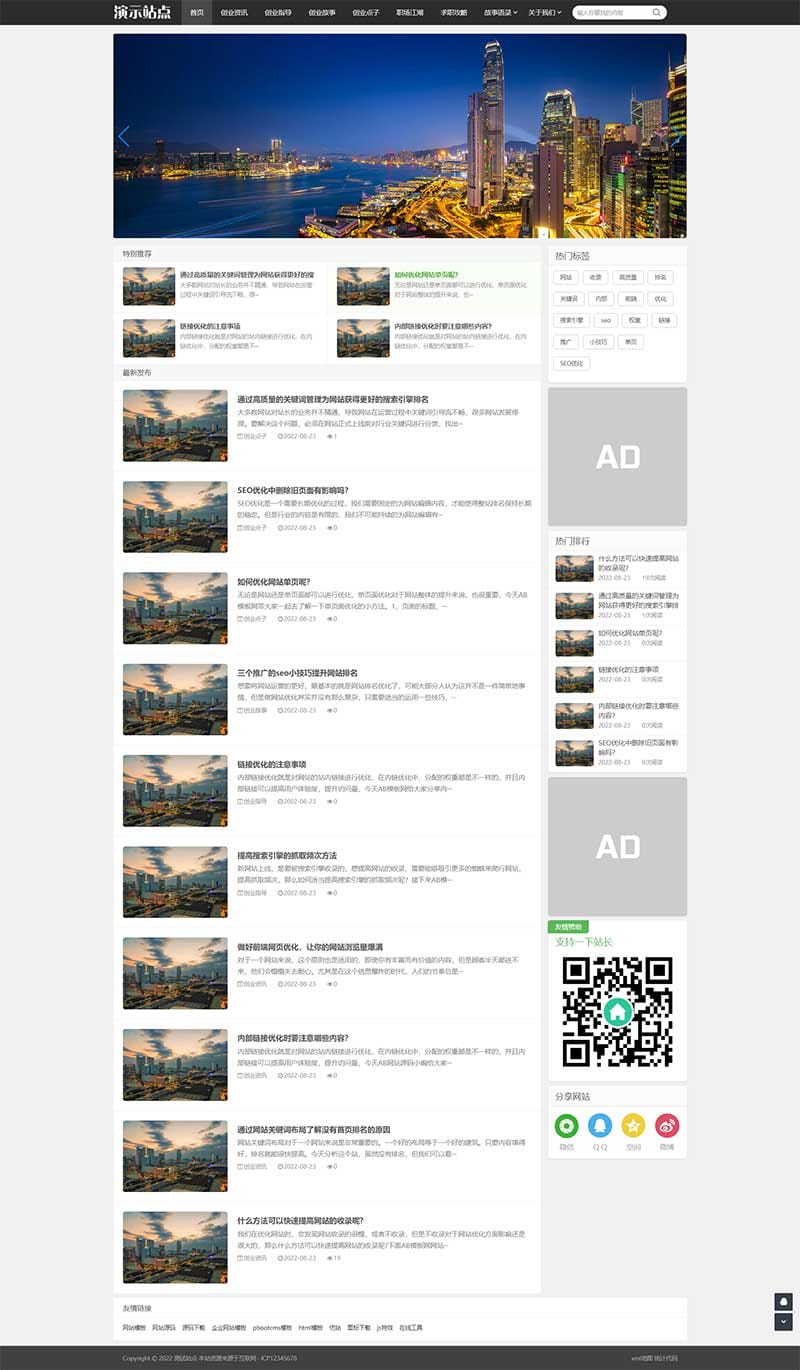 演示站点
首页 创业资讯 创业指导 创业故事 创业点子 职场江湖 求职攻略 故事语录 关于我们 输入你要找的内容
特别推荐
通过高质量的关键词管理为网站获得更好的搜
大多数网站对站长的业务并不精通，导致网站在运营
过程中关键词引导流不畅，很~
如何优化网站单页呢？
无论是网站还是单页面都可以进行优化，单页面优化
对于网站整体的提升来说，也~
链接优化的注意事项
内部链接优化就是对网站的站内链接进行优化，在内
链优化中，分配的权重都是不~
内部链接优化时要注意哪些内容？
内部链接优化就是对网站的站内链接进行优化，在内
链优化中，分配的权重都是不~
最新发布
通过高质量的关键词管理为网站获得更好的搜索引擎排名
大多数网站对站长的业务并不精通，导致网站在运营过程中关键词引导流不畅，很多网站发展停
滞。要解决这个问题，必须在网站正式上线前对行业关键词进行分类，找出~
创业点子 2022-08-23 1
SEO优化中删除旧页面有影响吗？
SEO优化是一个需要长期优化的过程，我们需要固定的为网站编辑内容，才能使得整站排名保持长期
的稳定。但是行业的内容是有限的，我们不可能持续的为网站编辑有~
创业点子 2022-08-23 0
如何优化网站单页呢？
无论是网站还是单页面都可以进行优化，单页面优化对于网站整体的提升来说，也很重要，今天AB
模板网带大家一起去了解一下单页面优化的小方法。1、页面的标题，~
创业点子 2022-08-23 0
三个推广的seo小技巧提升网站排名
想要将网站运营的更好，最基本的就是网站排名优化了，可能大部分人认为这并不是一件简单地事
情，但是做网站优化其实并没有那么复杂，只需要适当的运用一些技巧，~
创业故事 2022-08-23 0
链接优化的注意事项
内部链接优化就是对网站的站内链接进行优化，在内链优化中，分配的权重都是不一样的，并且内
部链接可以提高用户体验度，提升访问量，今天AB模板网给大家分享内~
创业指导 2022-08-23 0
提高搜索引擎的抓取频次方法
新网站上线，是要被搜索引擎收录的，想提高网站的收录，需要能够吸引更多的蜘蛛来爬行网站，
提高抓取频次，那么如何适当提高搜索引擎的抓取频次呢？接下来AB模~
创业指导 2022-08-23 0
做好前端网页优化，让你的网站浏览量爆满
对于一个网站来说，这个原则也是适用的，即使你有丰富而有价值的内容，但是顾客半天都进不
来，他们会慢慢失去耐心。尤其是在这个信息爆炸的时代，人们的节奏总是~
创业资讯 2022-08-23 0
内部链接优化时要注意哪些内容？
内部链接优化就是对网站的站内链接进行优化，在内链优化中，分配的权重都是不一样的，并且内
部链接可以提高用户体验度，提升访问量，今天AB网站源码小编给大家~
创业资讯 2022-08-23 0
通过网站关键词布局了解没有首页排名的原因
网站关键词布局对于一个网站来说是非常重要的。一个好的布局等于一个好的建筑。只要内容填得
好，排名就能很快提高。今天分析这个站，虽然没有排名，但我们可以看~
创业资讯 2022-08-23 0
什么方法可以快速提高网站的收录呢？
我们在优化网站时，会发现网站收录的很慢，或者不收录，但是不收录对于网站优化方面影响还是
很大的，那么什么方法可以快速提高网站的收录呢?下面AB模板网网站~
创业资讯 2022-08-23 19
热门标签
网站 收录 高质量 排名
关键词 内部 前端 优化
搜索引擎 seo 权重 链接
推广 小技巧 单页
SEO优化
AD
热门排行
什么方法可以快速提高网站
的收录呢？
2022-08-23 19次阅读
通过高质量的关键词管理为
网站获得更好的搜索引擎排
2022-08-23 1次阅读
如何优化网站单页呢？
2022-08-23 0次阅读
链接优化的注意事项
2022-08-23 0次阅读
内部链接优化时要注意哪些
内容？
2022-08-23 0次阅读
SEO优化中删除旧页面有影
响吗？
2022-08-23 0次阅读
AD
友情赞助
支持一下站长
分享网站
微信 QQ 空间 微博
友情链接
网站模板 网站源码 源码下载 企业网站模板 pbootcms模板 html模板 仿站 图标下载 js特效 在线工具
Copyright © 2022 测试站点 本站资源来源于互联网 · ICP12345678
xml地图 统计代码